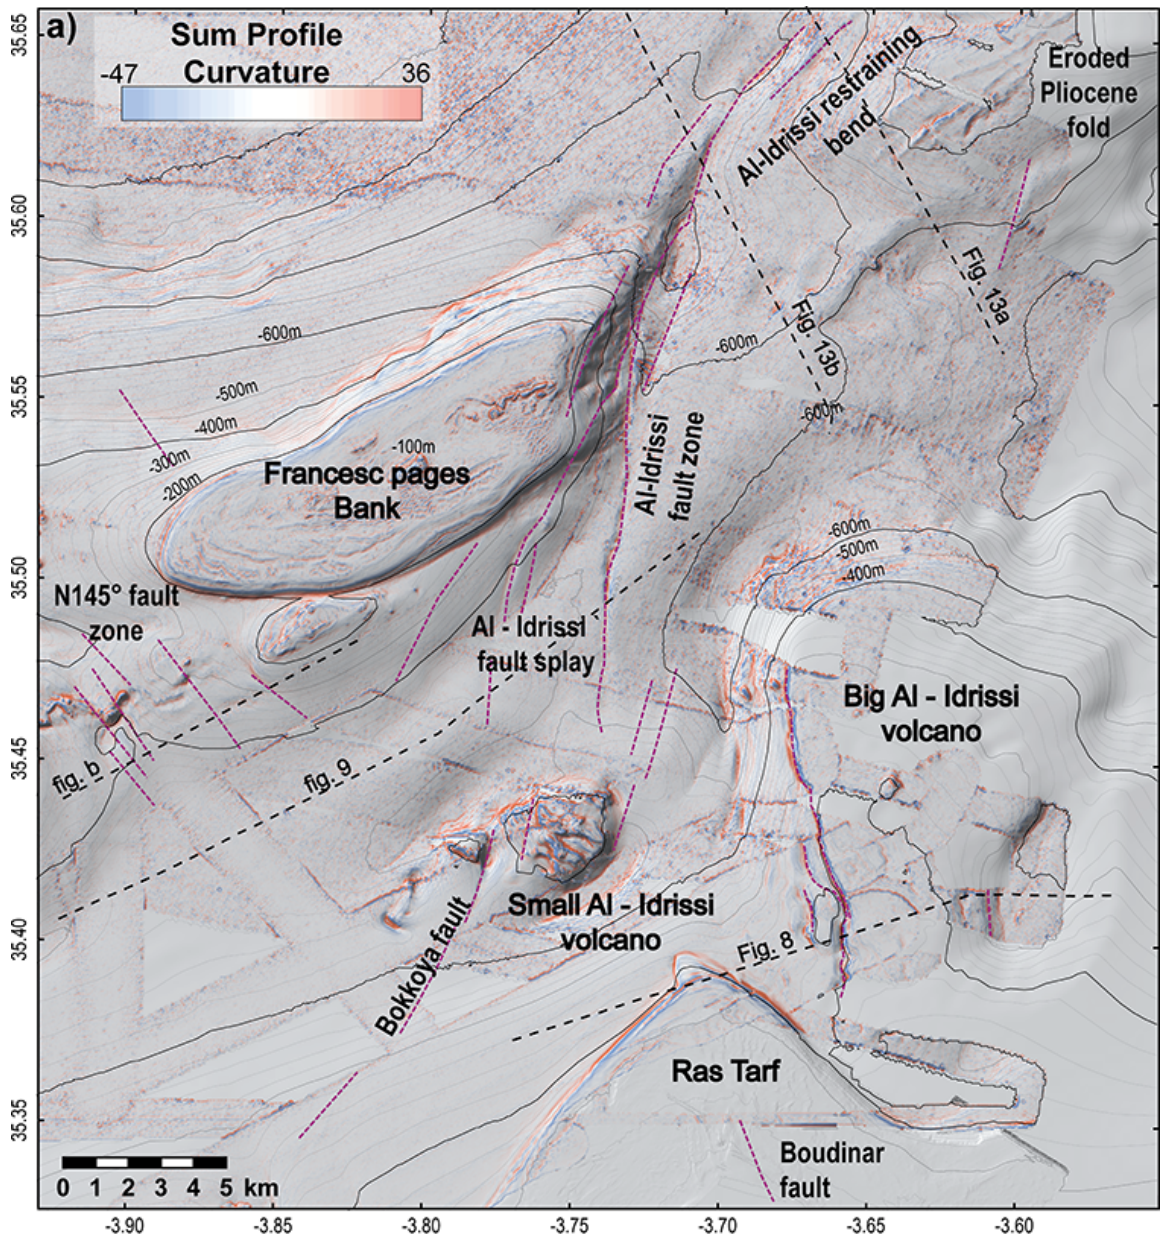 a)
Sum Profile
Curvature
-47
36
Al-Idrissi restraining
bend
Eroded
Pliocene
fold
Fig. 13a
Fig. 13b
-600m
-600m
-600m
-500m
-400m
-300m
-200m
-100m
Francesc pages
Bank
Al-Idrissi
fault zone
-600m
-500m
-400m
N145° fault
zone
Al - Idrissi
fault splay
Big Al - Idrissi
volcano
fig. b
fig. 9
Small Al - Idrissi
volcano
Bokkoya fault
Fig. 8
Ras Tarf
Boudinar
fault
0 1 2 3 4 5 km
35.65
35.60
35.55
35.50
35.45
35.40
35.35
-3.90 -3.85 -3.80 -3.75 -3.70 -3.65 -3.60